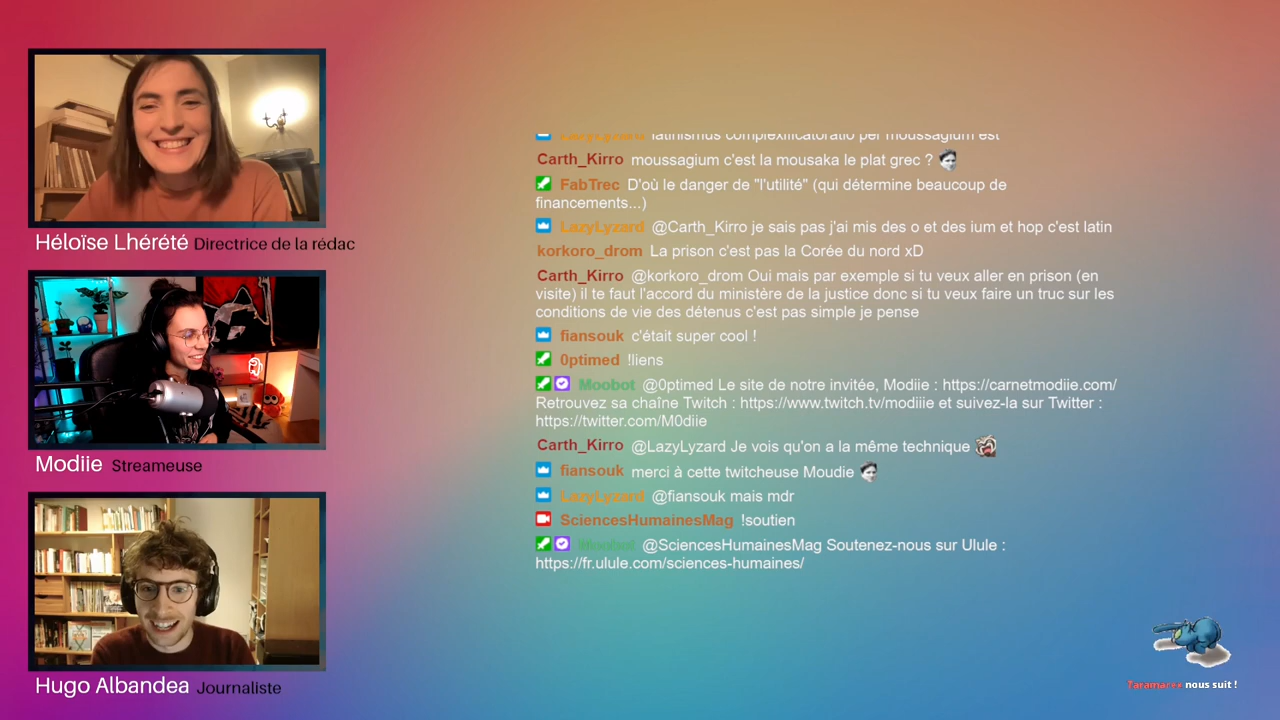 Héloïse Lhérété Directrice de la rédac
Modiie Streameuse
Hugo Albandea Journaliste
LazyLyzard latinismus complexificatoratio per moussagium est
Carth_Kirro moussagium c'est la mousaka le plat grec ?
FabTrec D'où le danger de "l'utilité" (qui détermine beaucoup de
financements...)
LazyLyzard @Carth_Kirro je sais pas j'ai mis des o et des ium et hop c'est latin
korkoro_drom La prison c'est pas la Corée du nord xD
Carth_Kirro @korkoro_drom Oui mais par exemple si tu veux aller en prison (en
visite) il te faut l'accord du ministère de la justice donc si tu veux faire un truc sur les
conditions de vie des détenus c'est pas simple je pense
fiansouk c'était super cool !
0ptimed !liens
Moobot @0ptimed Le site de notre invitée, Modiie : https://carnetmodiie.com/
Retrouvez sa chaîne Twitch : https://www.twitch.tv/modiiie et suivez-la sur Twitter :
https://twitter.com/M0diie
Carth_Kirro @LazyLyzard Je vois qu'on a la même technique
fiansouk merci à cette twitcheuse Moudie
LazyLyzard @fiansouk mais mdr
SciencesHumainesMag !soutien
Moobot @SciencesHumainesMag Soutenez-nous sur Ulule :
https://fr.ulule.com/sciences-humaines/
nous suit !